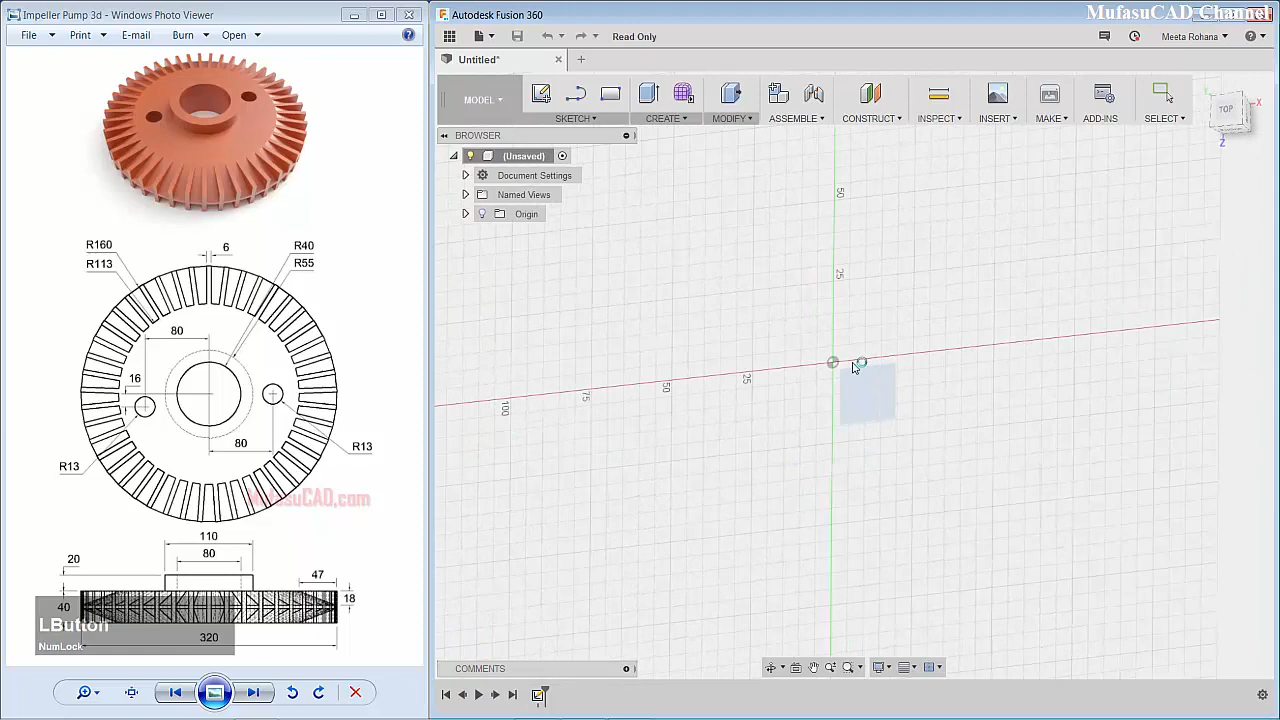 Impeller Pump 3d - Windows Photo Viewer
File Print E-mail Burn Open
R160
R113
6
R40
R55
80
16
80
R13
R13
MufasuCAD.com
110
80
20
47
40
18
320
LButton
NumLock
Autodesk Fusion 360
MufasuCAD Channel
Read Only
Meeta Rohana
Untitled*
MODEL
SKETCH CREATE MODIFY ASSEMBLE CONSTRUCT INSPECT INSERT MAKE ADD-INS SELECT
TOP
X
Z
BROWSER
(Unsaved)
Document Settings
Named Views
Origin
50
25
25
50
75
100
COMMENTS